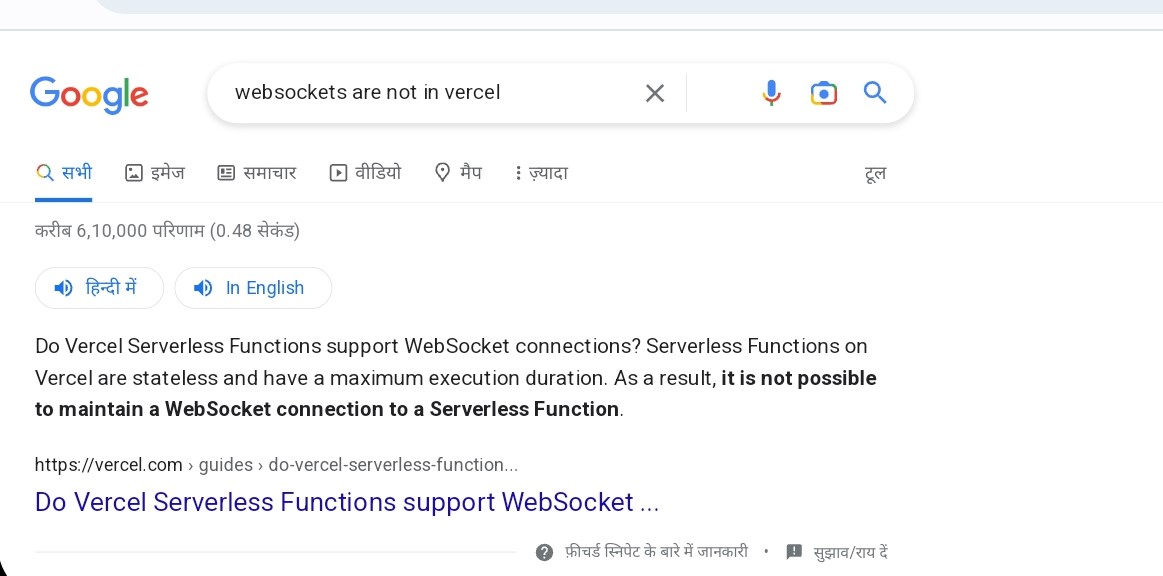 Google
websockets are not in vercel
सभी इमेज समाचार वीडियो मैप ज़्यादा टूल
करीब 6,10,000 परिणाम (0.48 सेकंड)
हिन्दी में In English
Do Vercel Serverless Functions support WebSocket connections? Serverless Functions on
Vercel are stateless and have a maximum execution duration. As a result, it is not possible
to maintain a WebSocket connection to a Serverless Function.
https://vercel.com › guides › do-vercel-serverless-function...
Do Vercel Serverless Functions support WebSocket ...
फ़ीचर्ड स्निपेट के बारे में जानकारी • सुझाव/राय दें